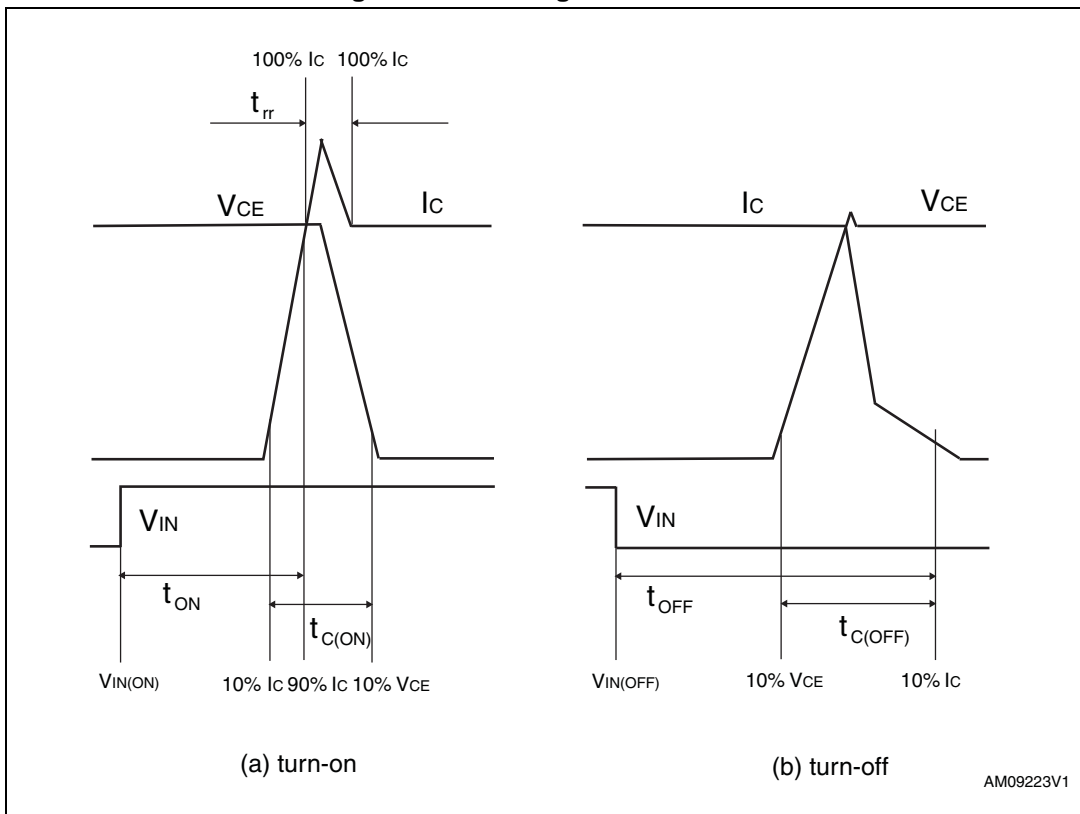 100% IC 100% IC
trr
VCE IC
IC VCE
VIN
VIN
tON
tC(ON)
tOFF
tC(OFF)
VIN(ON) 10% IC 90% IC 10% VCE
VIN(OFF) 10% VCE 10% IC
(a) turn-on
(b) turn-off
AM09223V1